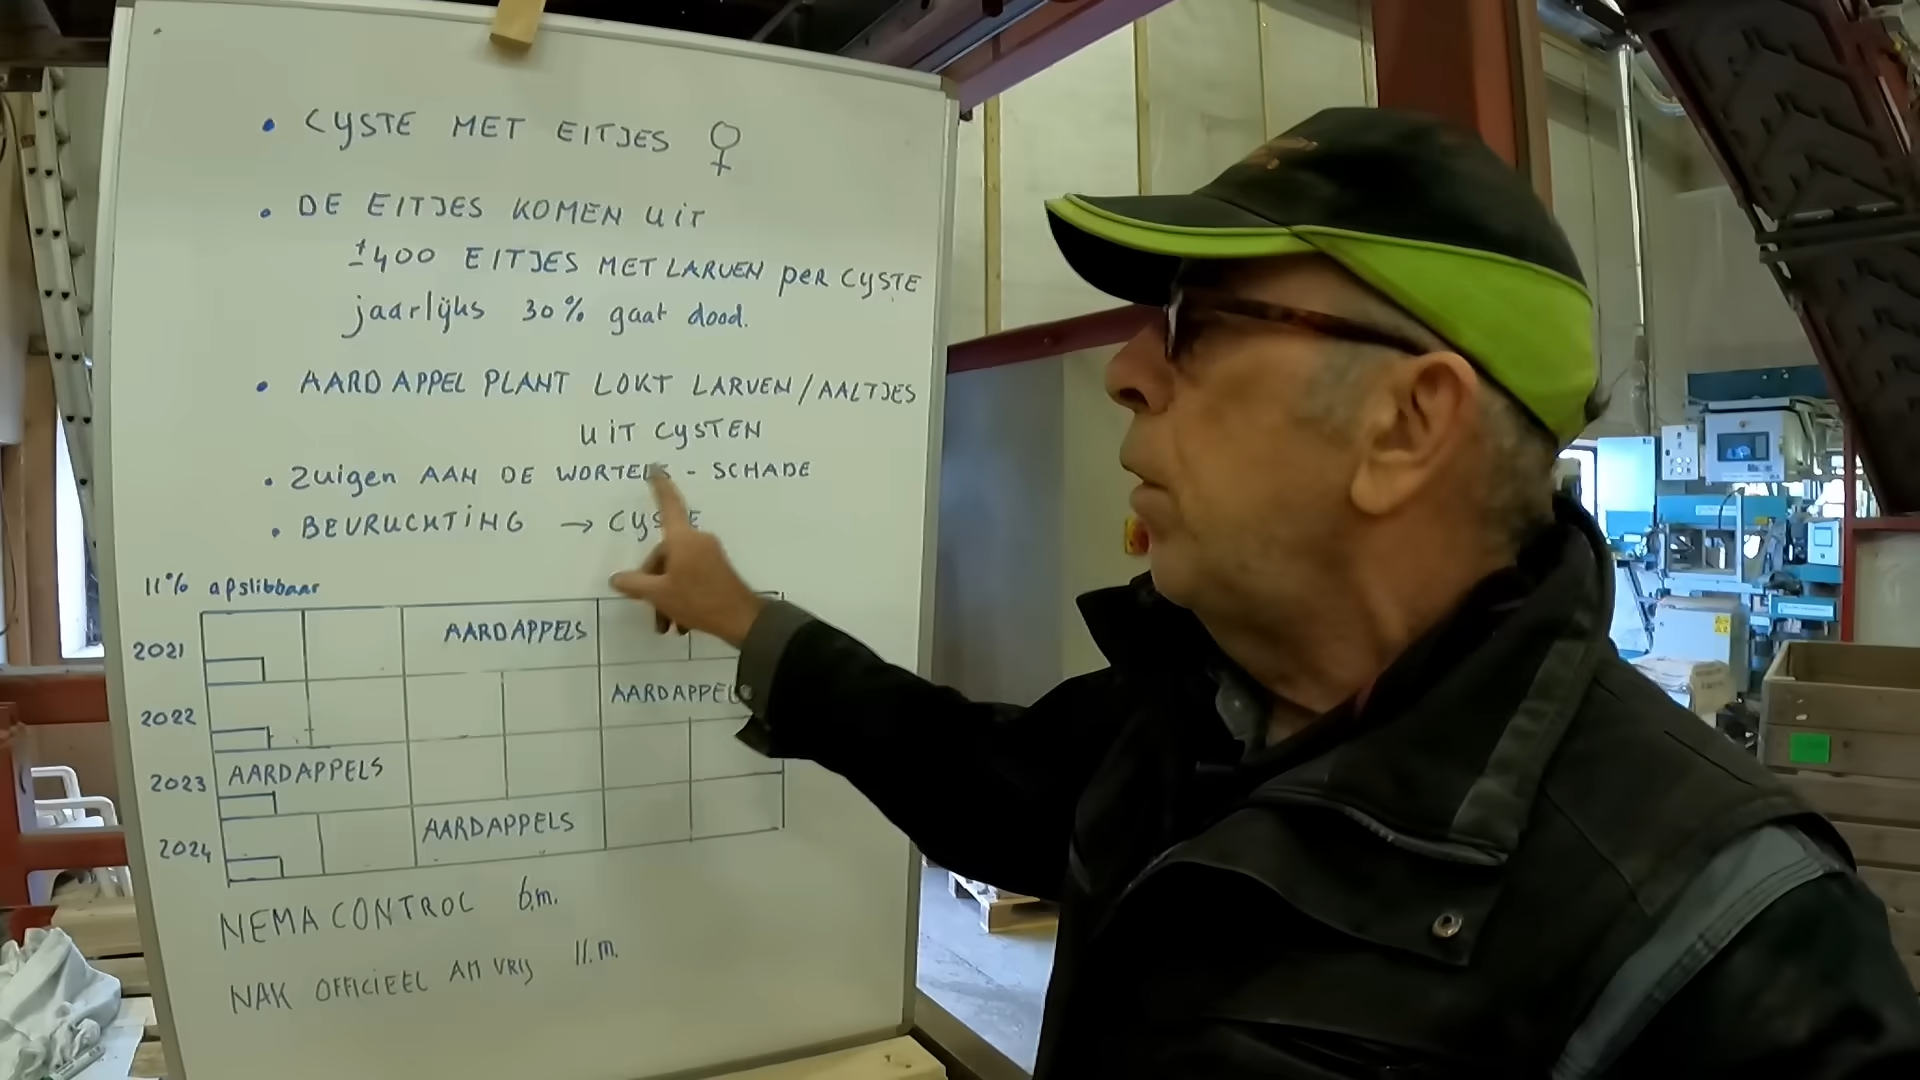 • CYSTE MET EITJES ♀
• DE EITJES KOMEN UIT
±400 EITJES MET LARVEN per CYSTE
jaarlijks 30% gaat dood.
• AARDAPPEL PLANT LOKT LARVEN/AALTJES
UIT CYSTEN
• Zuigen AAN DE WORTELS - SCHADE
• BEVRUCHTING → CYSTE
11% afslibbaar
2021 AARDAPPELS
2022 AARDAPPELS
2023 AARDAPPELS
2024 AARDAPPELS
NEMA CONTROL 6.m.
NAK OFFICIEEL AM VRIJ 11.m.